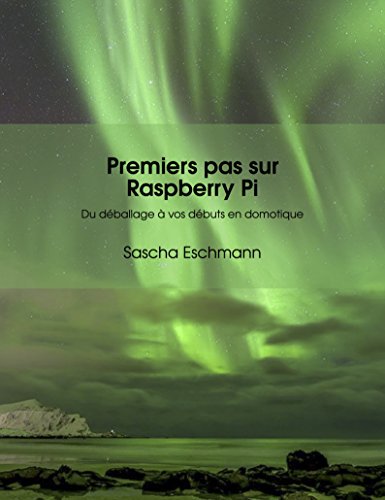 Premiers pas sur
Raspberry Pi
Du déballage à vos débuts en domotique
Sascha Eschmann